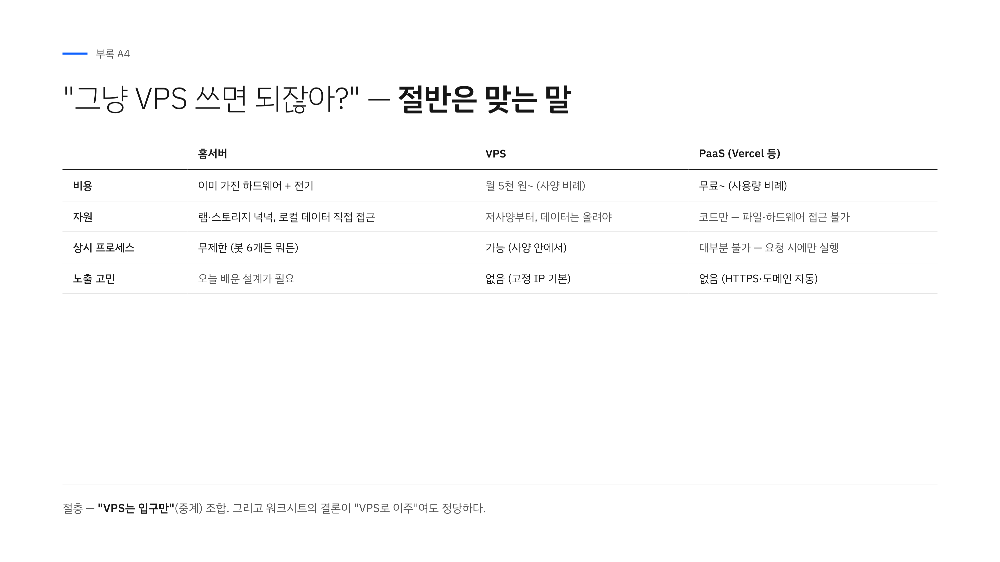 부록 A4
"그냥 VPS 쓰면 되잖아?" — 절반은 맞는 말
홈서버 VPS PaaS (Vercel 등)
비용 이미 가진 하드웨어 + 전기 월 5천 원~ (사양 비례) 무료~ (사용량 비례)
자원 램·스토리지 넉넉, 로컬 데이터 직접 접근 저사양부터, 데이터는 올려야 코드만 — 파일·하드웨어 접근 불가
상시 프로세스 무제한 (봇 6개든 뭐든) 가능 (사양 안에서) 대부분 불가 — 요청 시에만 실행
노출 고민 오늘 배운 설계가 필요 없음 (고정 IP 기본) 없음 (HTTPS·도메인 자동)
절충 — "VPS는 입구만"(중계) 조합. 그리고 워크시트의 결론이 "VPS로 이주"여도 정당하다.